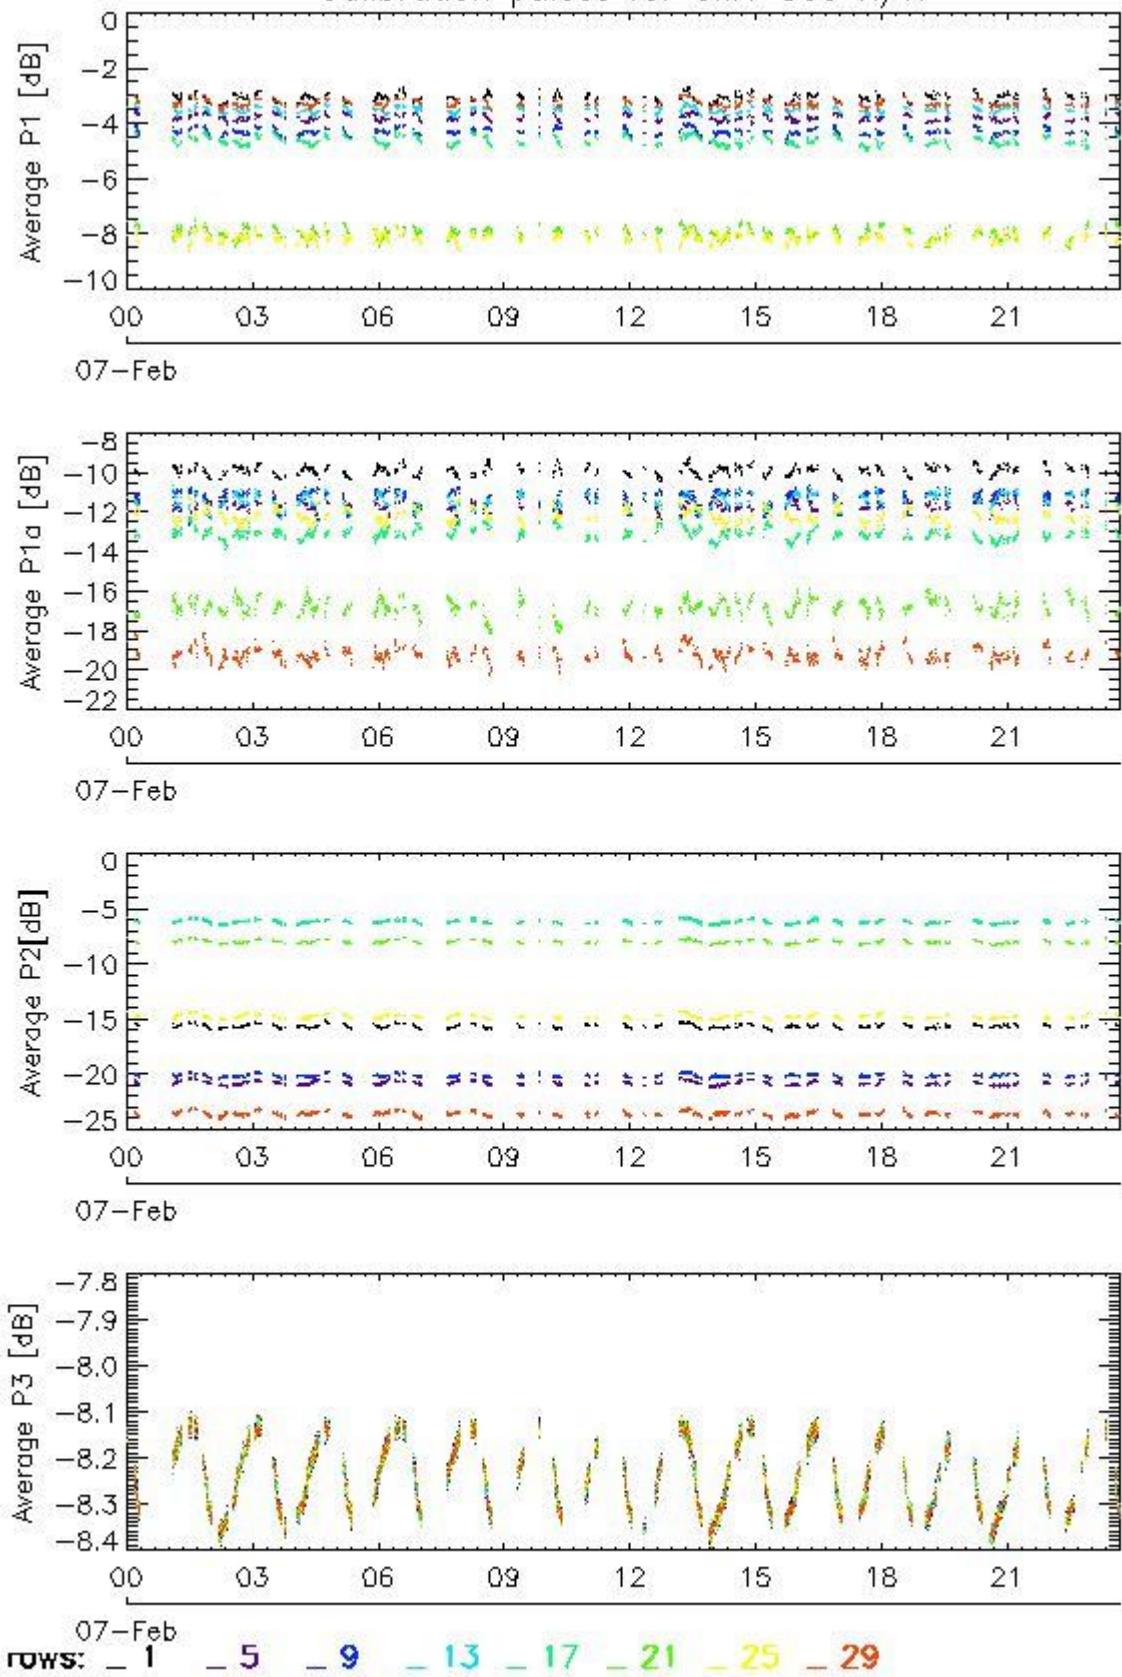 0
−2
−4
−6
−8
−10
Average P1 [dB]
00 03 06 09 12 15 18 21
07−Feb
−8
−10
−12
−14
−16
−18
−20
−22
Average P1a [dB]
00 03 06 09 12 15 18 21
07−Feb
0
−5
−10
−15
−20
−25
Average P2[dB]
00 03 06 09 12 15 18 21
07−Feb
−7.8
−7.9
−8.0
−8.1
−8.2
−8.3
−8.4
Average P3 [dB]
00 03 06 09 12 15 18 21
07−Feb
rows: _ 1 _ 5 _ 9 _ 13 _ 17 _ 21 _ 25 _ 29